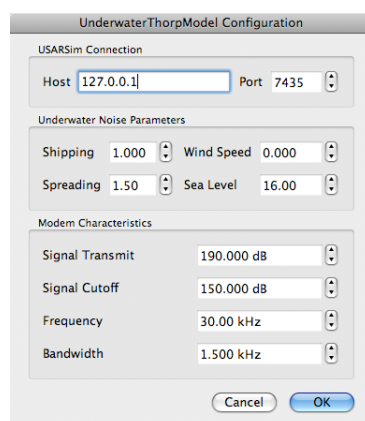 UnderwaterThorpModel Configuration
USARSim Connection
Host 127.0.0.1 Port 7435
Underwater Noise Parameters
Shipping 1.000 Wind Speed 0.000
Spreading 1.50 Sea Level 16.00
Modem Characteristics
Signal Transmit 190.000 dB
Signal Cutoff 150.000 dB
Frequency 30.00 kHz
Bandwidth 1.500 kHz
Cancel OK